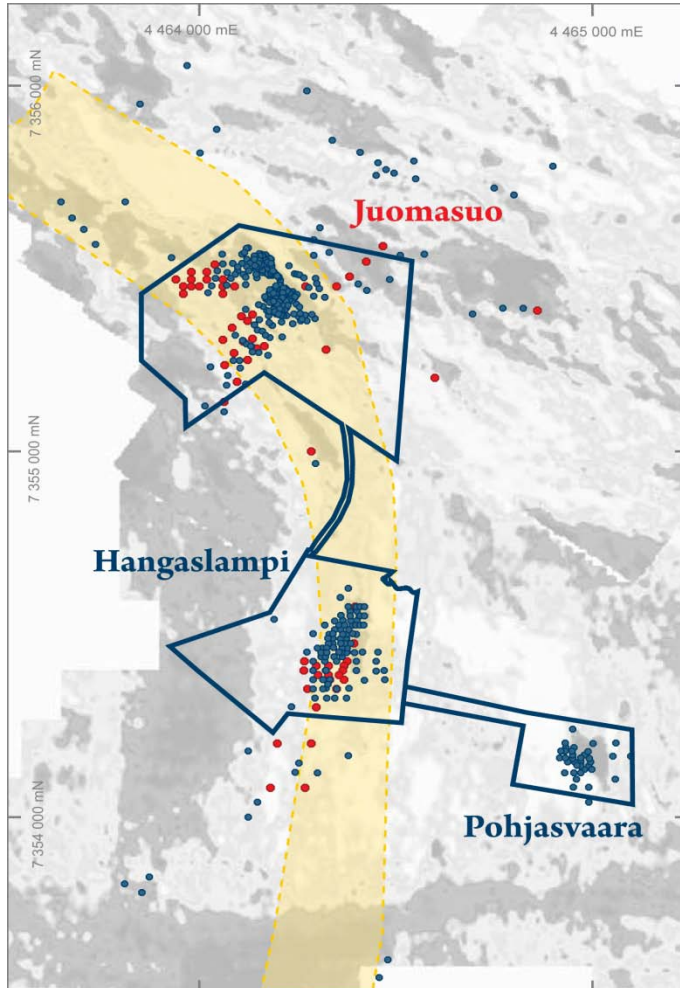 4 464 000 mE
4 465 000 mE
7 356 000 mN
Juomasuo
7 355 000 mN
Hangaslampi
Pohjasvaara
7 354 000 mN